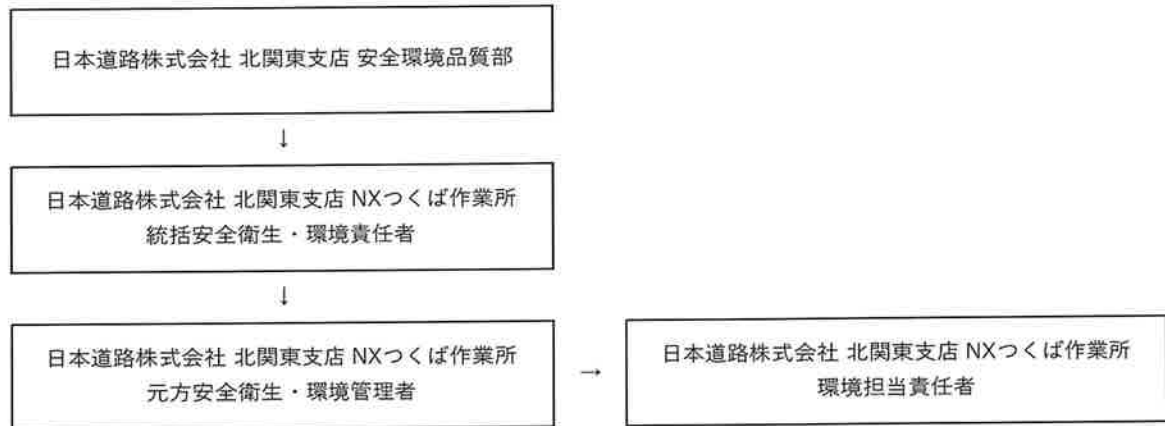 日本道路株式会社 北関東支店 安全環境品質部
↓
日本道路株式会社 北関東支店 NXつくば作業所
統括安全衛生・環境責任者
↓
日本道路株式会社 北関東支店 NXつくば作業所
元方安全衛生・環境管理者
→
日本道路株式会社 北関東支店 NXつくば作業所
環境担当責任者